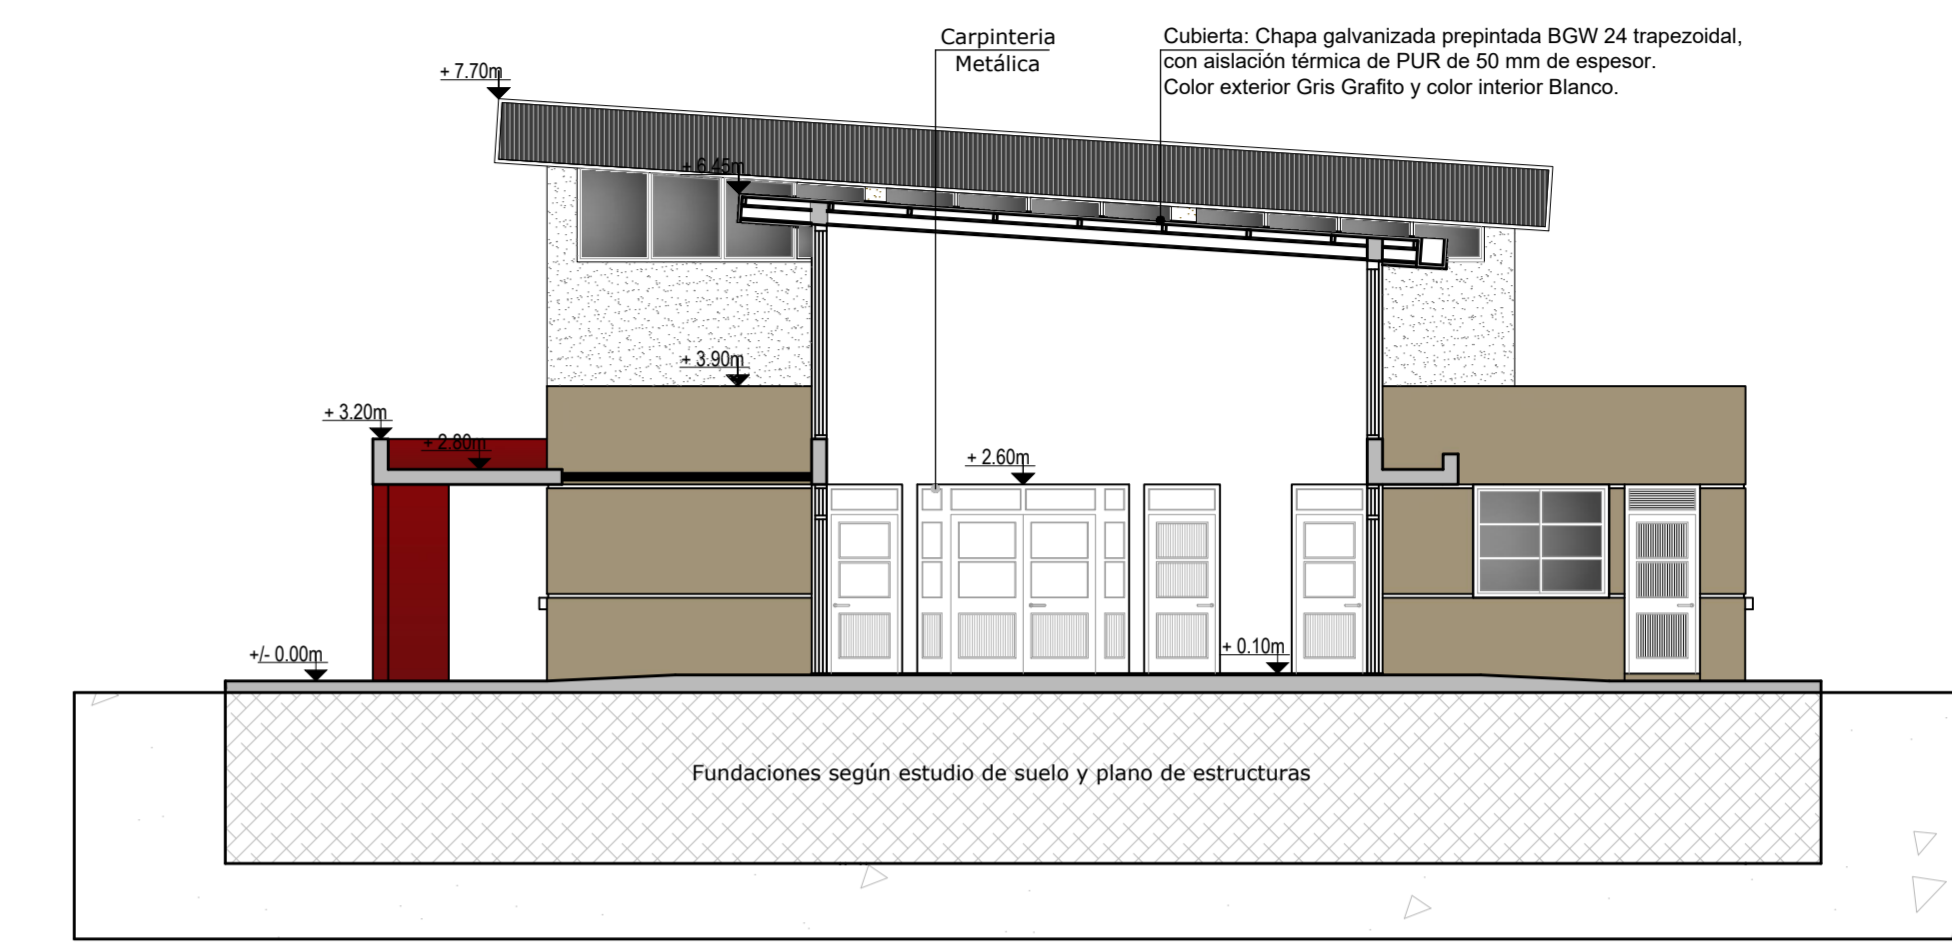 Carpinteria
Metálica
Cubierta: Chapa galvanizada prepintada BGW 24 trapezoidal,
con aislación térmica de PUR de 50 mm de espesor.
Color exterior Gris Grafito y color interior Blanco.
+ 7.70m
+ 6.45m
+ 3.90m
+ 3.20m
+ 2.80m
+ 2.60m
+ 0.10m
+/- 0.00m
Fundaciones según estudio de suelo y plano de estructuras